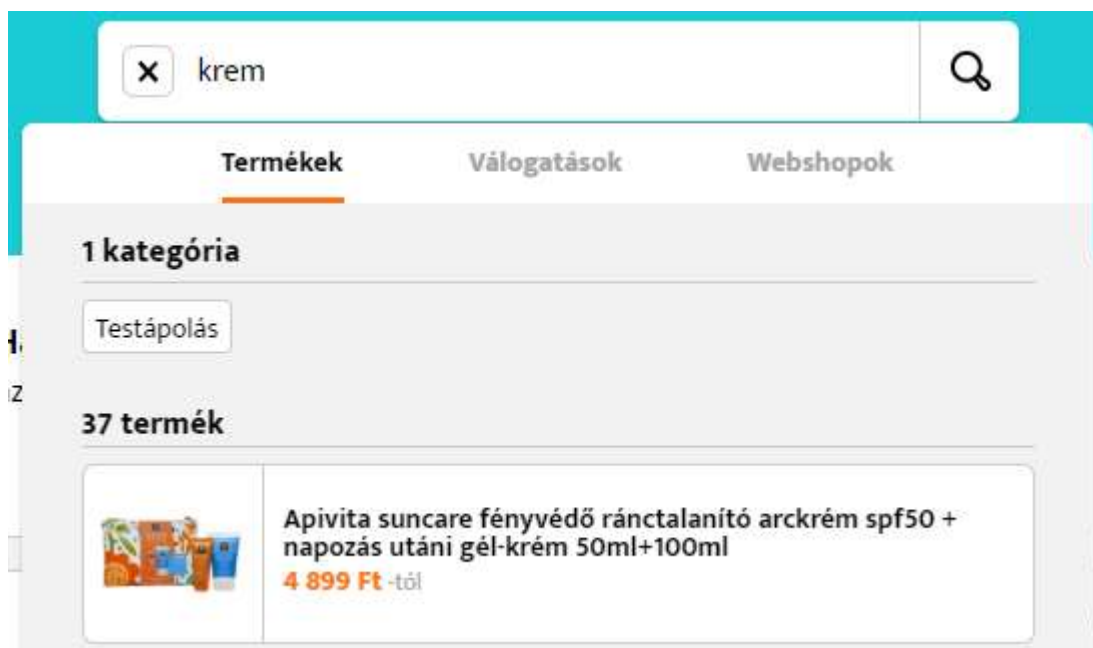 krem
Termékek Válogatások Webshopok
1 kategória
Testápolás
37 termék
Apivita suncare fényvédő ránctalanító arckrém spf50 +
napozás utáni gél-krém 50ml+100ml
4 899 Ft -tól